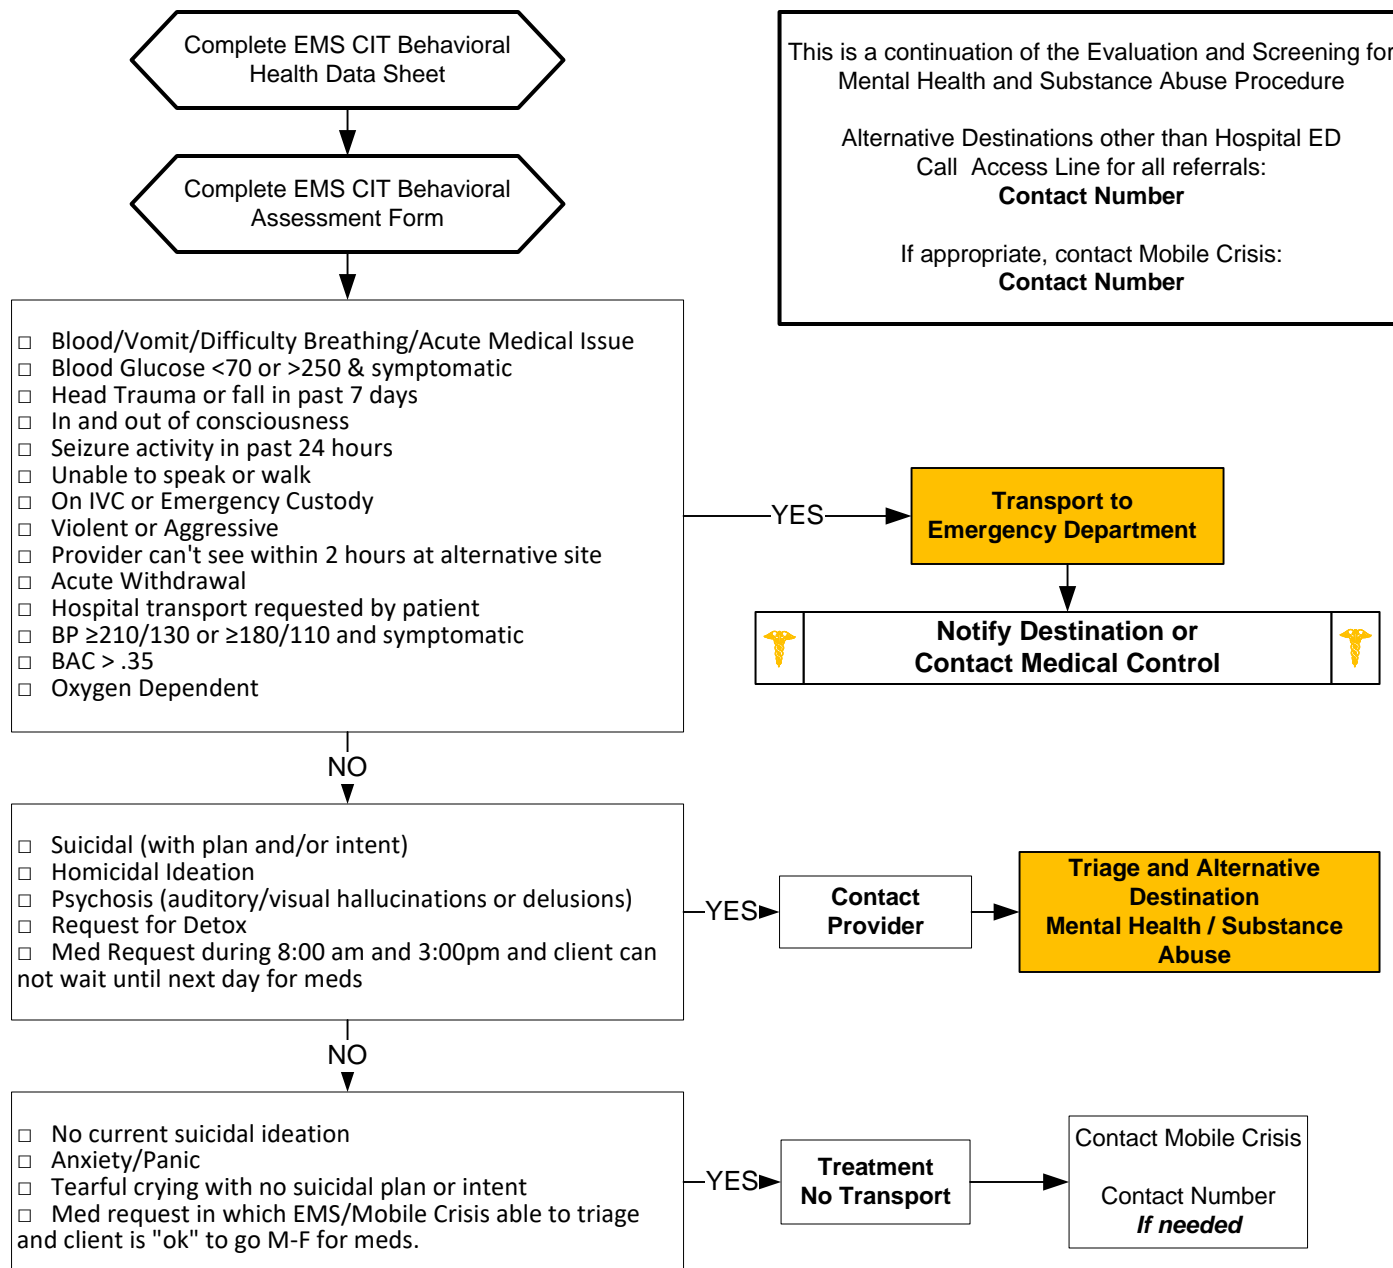 Complete EMS CIT Behavioral
Health Data Sheet
This is a continuation of the Evaluation and Screening for
Mental Health and Substance Abuse Procedure
Alternative Destinations other than Hospital ED
Call Access Line for all referrals:
Contact Number
If appropriate, contact Mobile Crisis:
Contact Number
Complete EMS CIT Behavioral
Assessment Form
□ Blood/Vomit/Difficulty Breathing/Acute Medical Issue
□ Blood Glucose <70 or >250 & symptomatic
□ Head Trauma or fall in past 7 days
□ In and out of consciousness
□ Seizure activity in past 24 hours
□ Unable to speak or walk
□ On IVC or Emergency Custody
□ Violent or Aggressive
□ Provider can't see within 2 hours at alternative site
□ Acute Withdrawal
□ Hospital transport requested by patient
□ BP ≥210/130 or ≥180/110 and symptomatic
□ BAC > .35
□ Oxygen Dependent
YES
Transport to
Emergency Department
Notify Destination or
Contact Medical Control
NO
□ Suicidal (with plan and/or intent)
□ Homicidal Ideation
□ Psychosis (auditory/visual hallucinations or delusions)
□ Request for Detox
□ Med Request during 8:00 am and 3:00pm and client can
not wait until next day for meds
YES
Contact
Provider
Triage and Alternative
Destination
Mental Health / Substance
Abuse
NO
□ No current suicidal ideation
□ Anxiety/Panic
□ Tearful crying with no suicidal plan or intent
□ Med request in which EMS/Mobile Crisis able to triage
and client is "ok" to go M-F for meds.
YES
Treatment
No Transport
Contact Mobile Crisis
Contact Number
If needed